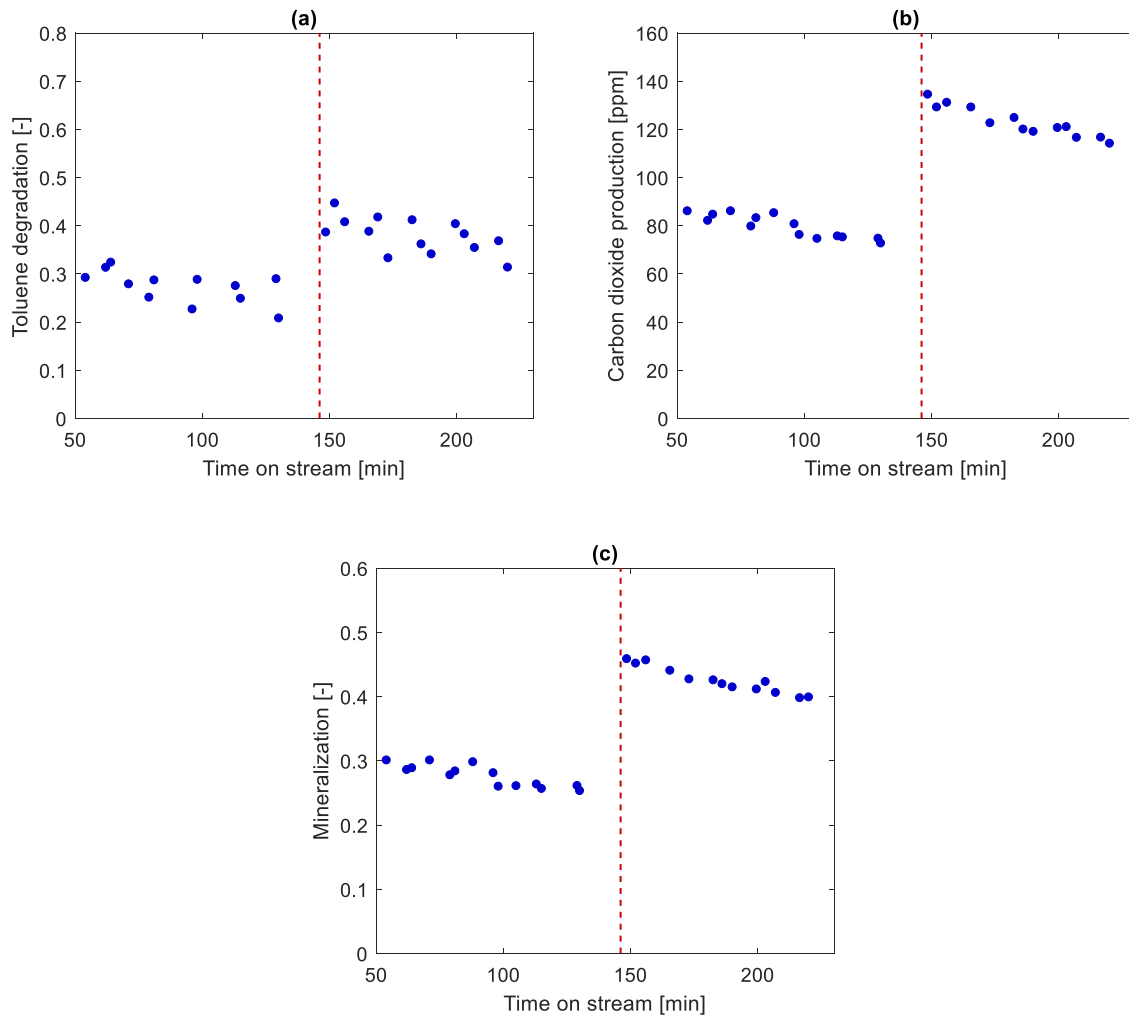 (a)
0.8
0.7
0.6
0.5
0.4
0.3
0.2
0.1
0
Toluene degradation [-]
50 100 150 200
Time on stream [min]
(b)
160
140
120
100
80
60
40
20
0
Carbon dioxide production [ppm]
50 100 150 200
Time on stream [min]
(c)
0.6
0.5
0.4
0.3
0.2
0.1
0
Mineralization [-]
50 100 150 200
Time on stream [min]